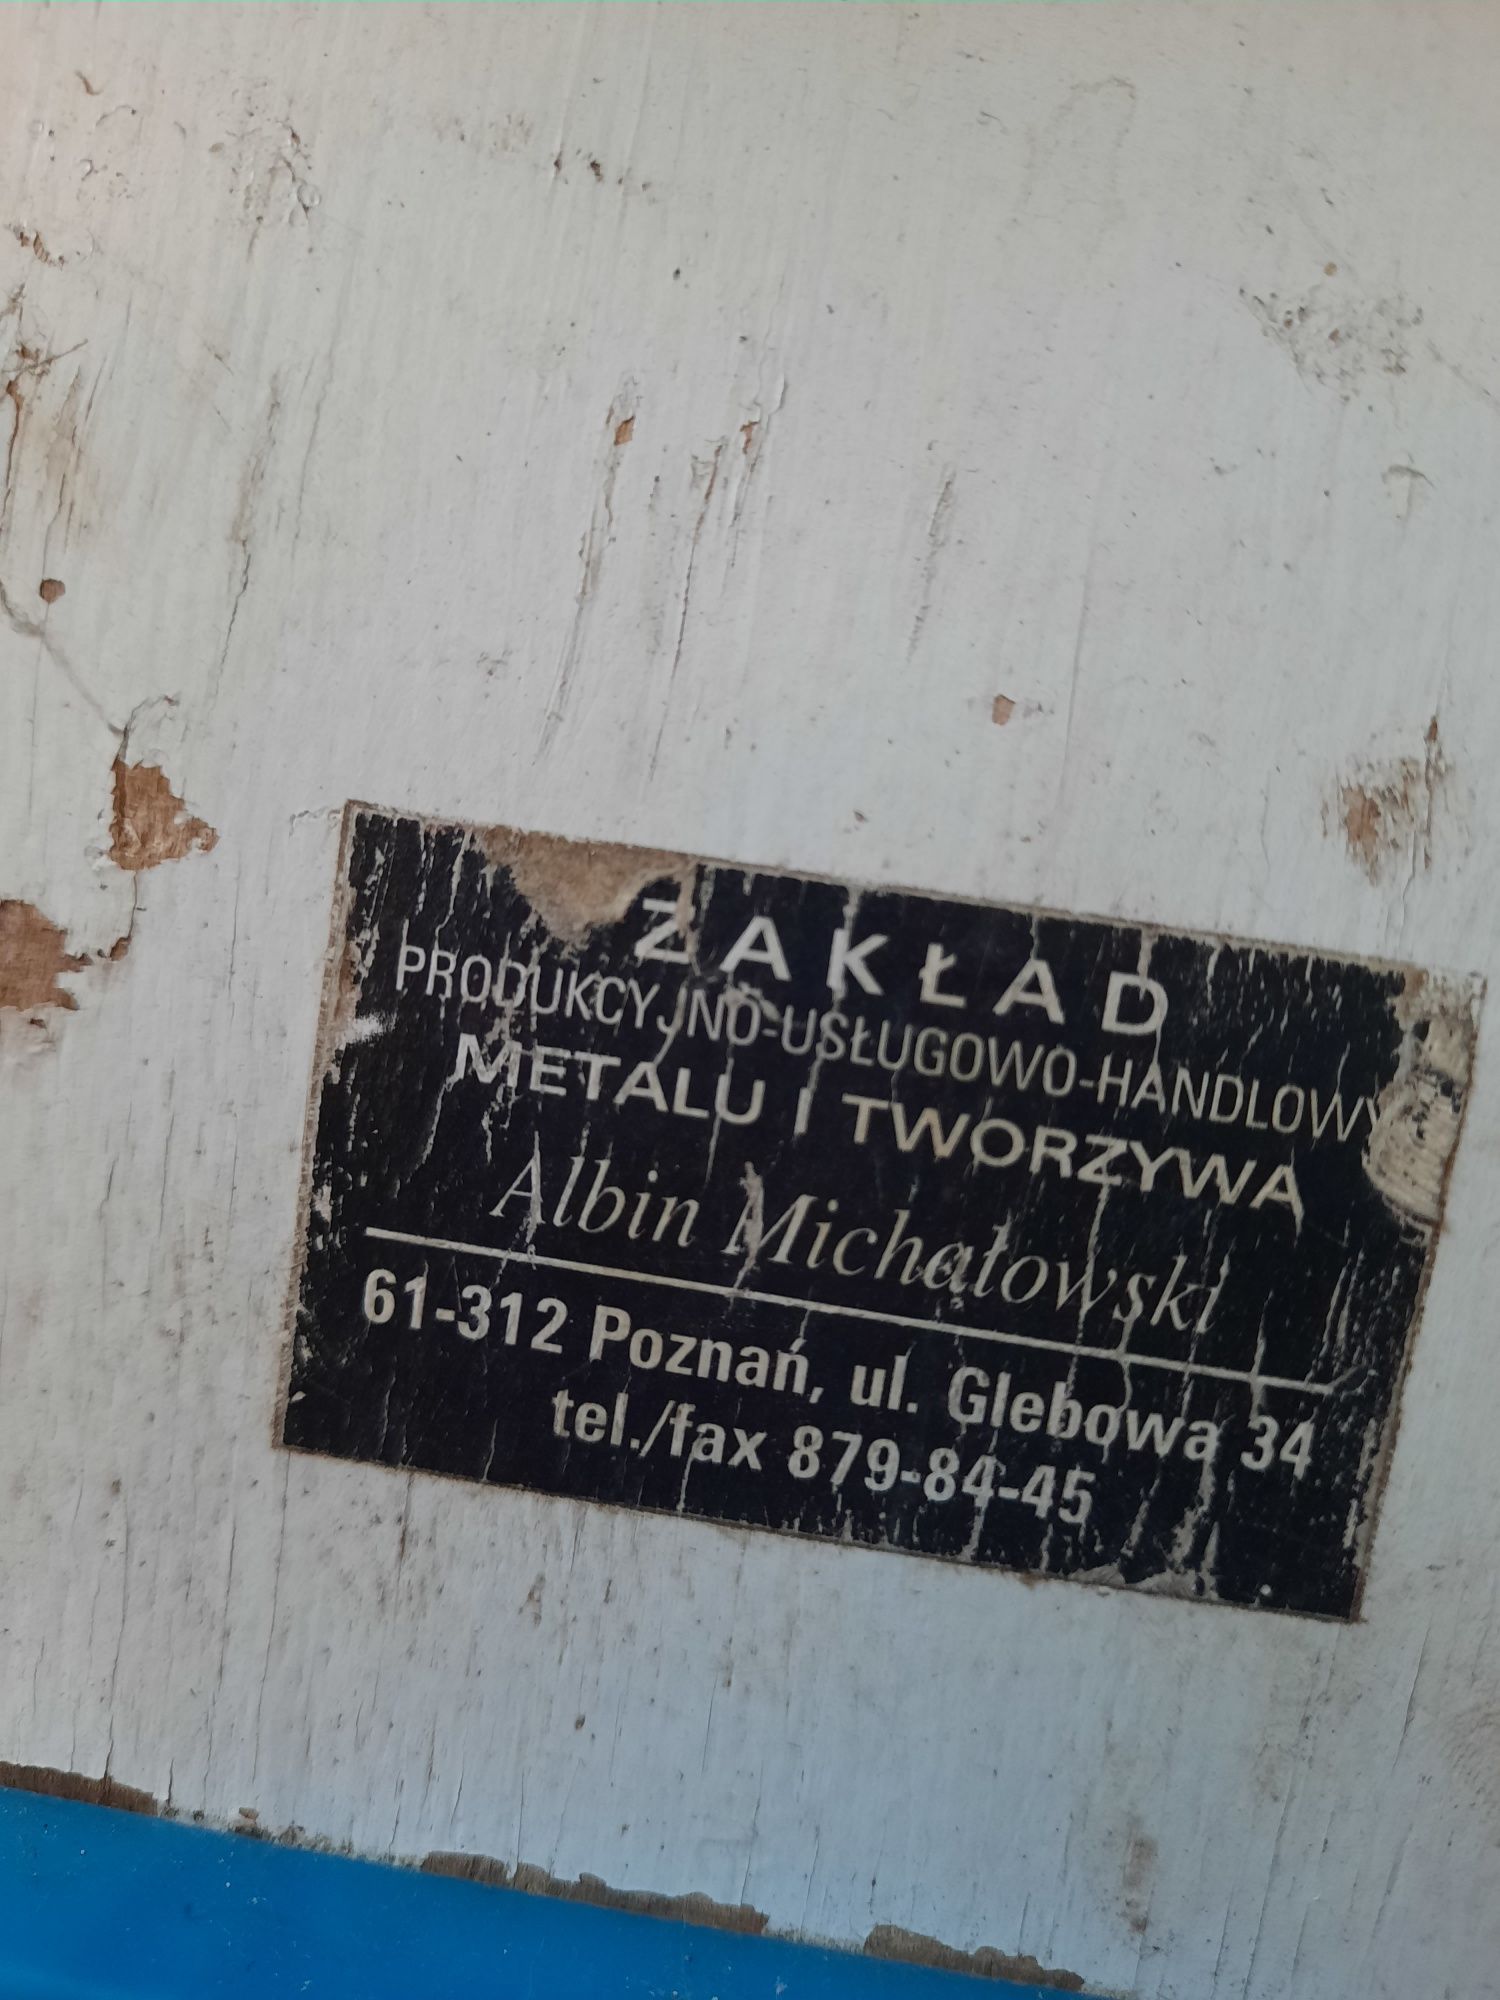 ZAKŁAD
PRODUKCYJNO-USŁUGOWO-HANDLOWY
METALU I TWORZYWA
Albin Michałowski
61-312 Poznań, ul. Glebowa 34
tel./fax 879-84-45